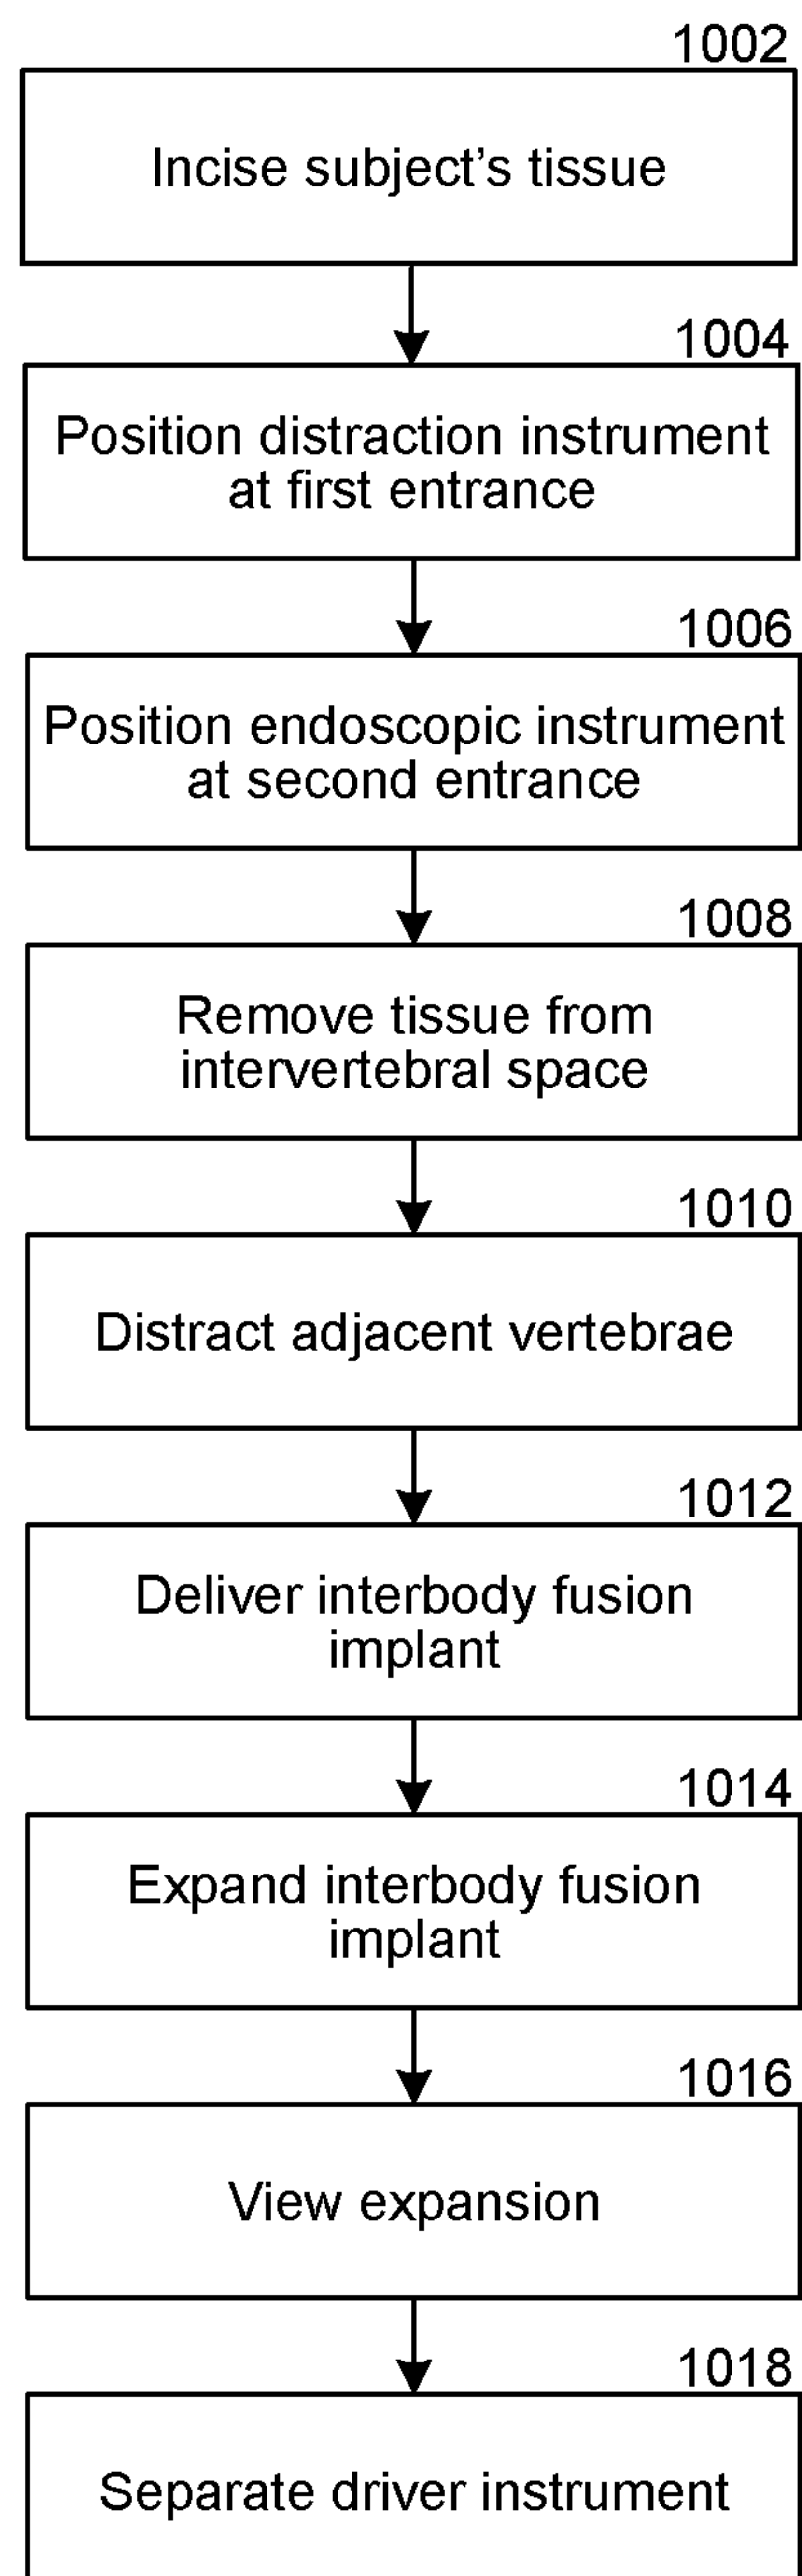 1002
Incise subject’s tissue
1004
Position distraction instrument
at first entrance
1006
Position endoscopic instrument
at second entrance
1008
Remove tissue from
intervertebral space
1010
Distract adjacent vertebrae
1012
Deliver interbody fusion
implant
1014
Expand interbody fusion
implant
1016
View expansion
1018
Separate driver instrument